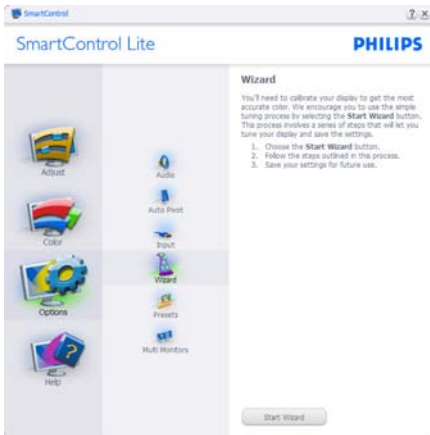 SmartControl
SmartControl Lite
PHILIPS
Adjust
Color
Options
Help
Audio
Auto Pivot
Input
Wizard
Presets
Multi Monitors
Wizard
You'll need to calibrate your display to get the most
accurate color. We encourage you to use the simple
tuning process by selecting the Start Wizard button.
This process involves a series of steps that will let you
tune your display and save the settings.
1. Choose the Start Wizard button.
2. Follow the steps outlined in this process.
3. Save your settings for future use.
Start Wizard